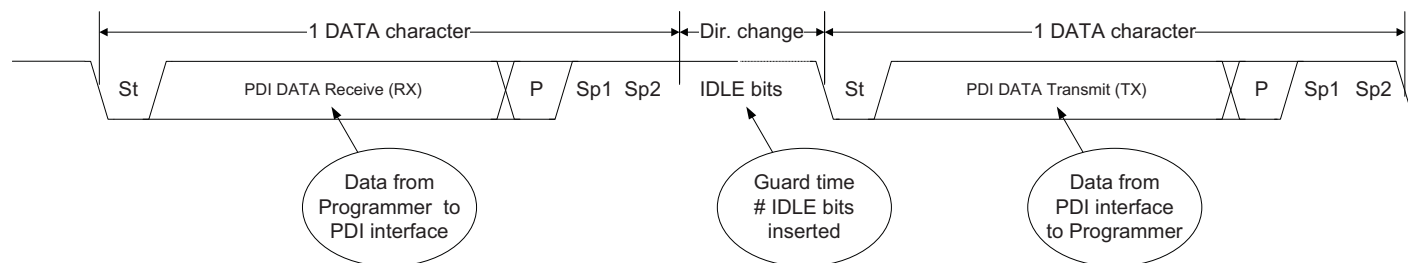 1 DATA character
Dir. change
1 DATA character
St
PDI DATA Receive (RX)
P
Sp1
Sp2
IDLE bits
St
PDI DATA Transmit (TX)
P
Sp1
Sp2
Data from
Programmer to
PDI interface
Guard time
# IDLE bits
inserted
Data from
PDI interface
to Programmer